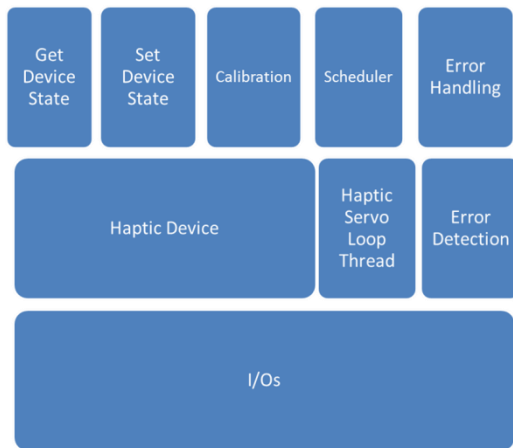 Get
Device
State
Set
Device
State
Calibration
Scheduler
Error
Handling
Haptic Device
Haptic
Servo
Loop
Thread
Error
Detection
I/Os